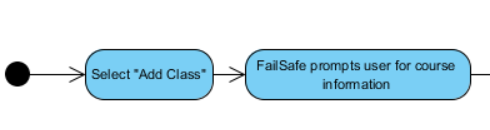 Select "Add Class"
FailSafe prompts user for course
information